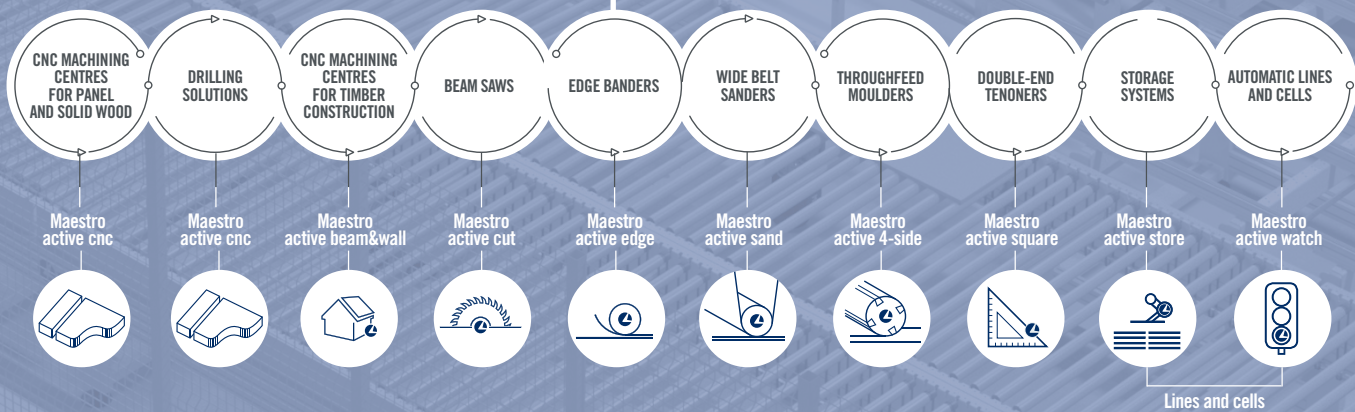 CNC MACHINING
CENTRES
FOR PANEL
AND SOLID WOOD
DRILLING
SOLUTIONS
CNC MACHINING
CENTRES
FOR TIMBER
CONSTRUCTION
BEAM SAWS
EDGE BANDERS
WIDE BELT
SANDERS
THROUGHFEED
MOULDERS
DOUBLE-END
TENONERS
STORAGE
SYSTEMS
AUTOMATIC LINES
AND CELLS
Maestro
active cnc
Maestro
active cnc
Maestro
active beam&wall
Maestro
active cut
Maestro
active edge
Maestro
active sand
Maestro
active 4-side
Maestro
active square
Maestro
active store
Maestro
active watch
Lines and cells